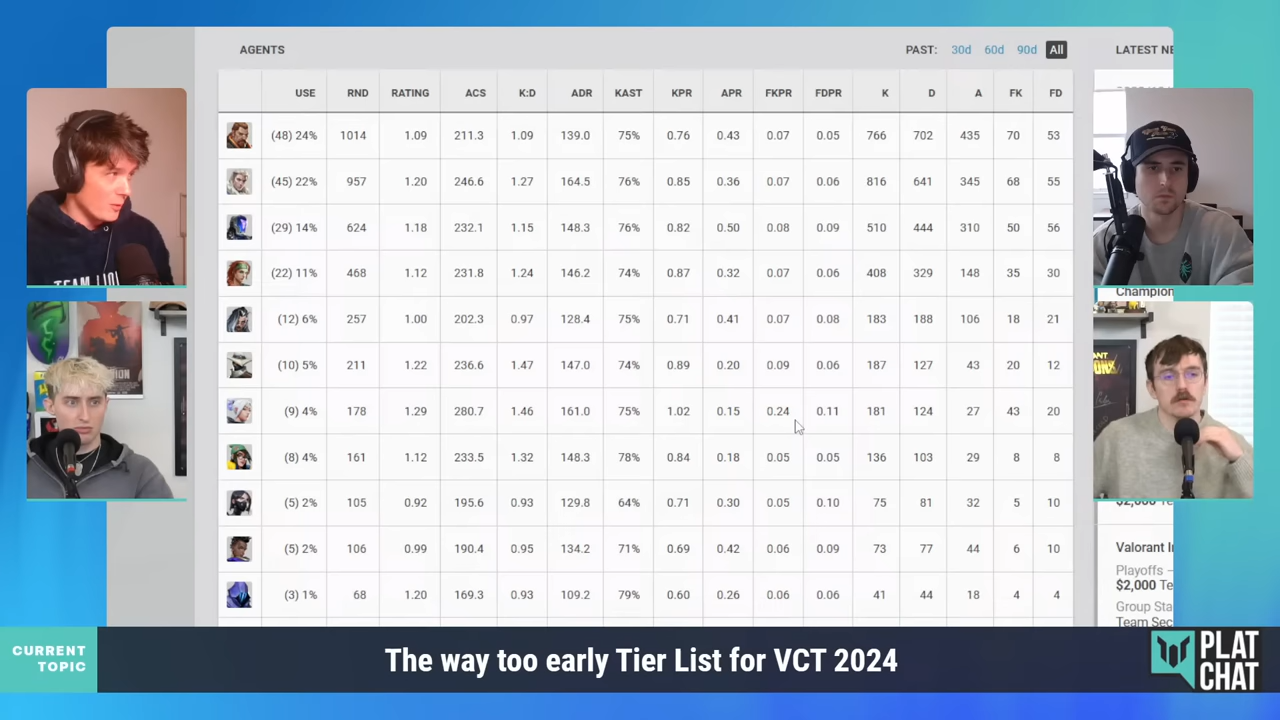 AGENTS
PAST: 30d 60d 90d All
LATEST NE
USE RND RATING ACS K:D ADR KAST KPR APR FKPR FDPR K D A FK FD
(48) 24% 1014 1.09 211.3 1.09 139.0 75% 0.76 0.43 0.07 0.05 766 702 435 70 53
(45) 22% 957 1.20 246.6 1.27 164.5 76% 0.85 0.36 0.07 0.06 816 641 345 68 55
(29) 14% 624 1.18 232.1 1.15 148.3 76% 0.82 0.50 0.08 0.09 510 444 310 50 56
(22) 11% 468 1.12 231.8 1.24 146.2 74% 0.87 0.32 0.07 0.06 408 329 148 35 30
(12) 6% 257 1.00 202.3 0.97 128.4 75% 0.71 0.41 0.07 0.08 183 188 106 18 21
(10) 5% 211 1.22 236.6 1.47 147.0 74% 0.89 0.20 0.09 0.06 187 127 43 20 12
(9) 4% 178 1.29 280.7 1.46 161.0 75% 1.02 0.15 0.24 0.11 181 124 27 43 20
(8) 4% 161 1.12 233.5 1.32 148.3 78% 0.84 0.18 0.05 0.05 136 103 29 8 8
(5) 2% 105 0.92 195.6 0.93 129.8 64% 0.71 0.30 0.05 0.10 75 81 32 5 10
(5) 2% 106 0.99 190.4 0.95 134.2 71% 0.69 0.42 0.06 0.09 73 77 44 6 10
(3) 1% 68 0.93 109.2 79% 0.60 0.26 0.06 0.06 41 44 18 4 4
Champion
Valorant In
Playoffs –
$2,000 Te
Group Sta
Team Sec
TEAM LIQ
CURRENT
TOPIC
The way too early Tier List for VCT 2024
PLAT
CHAT